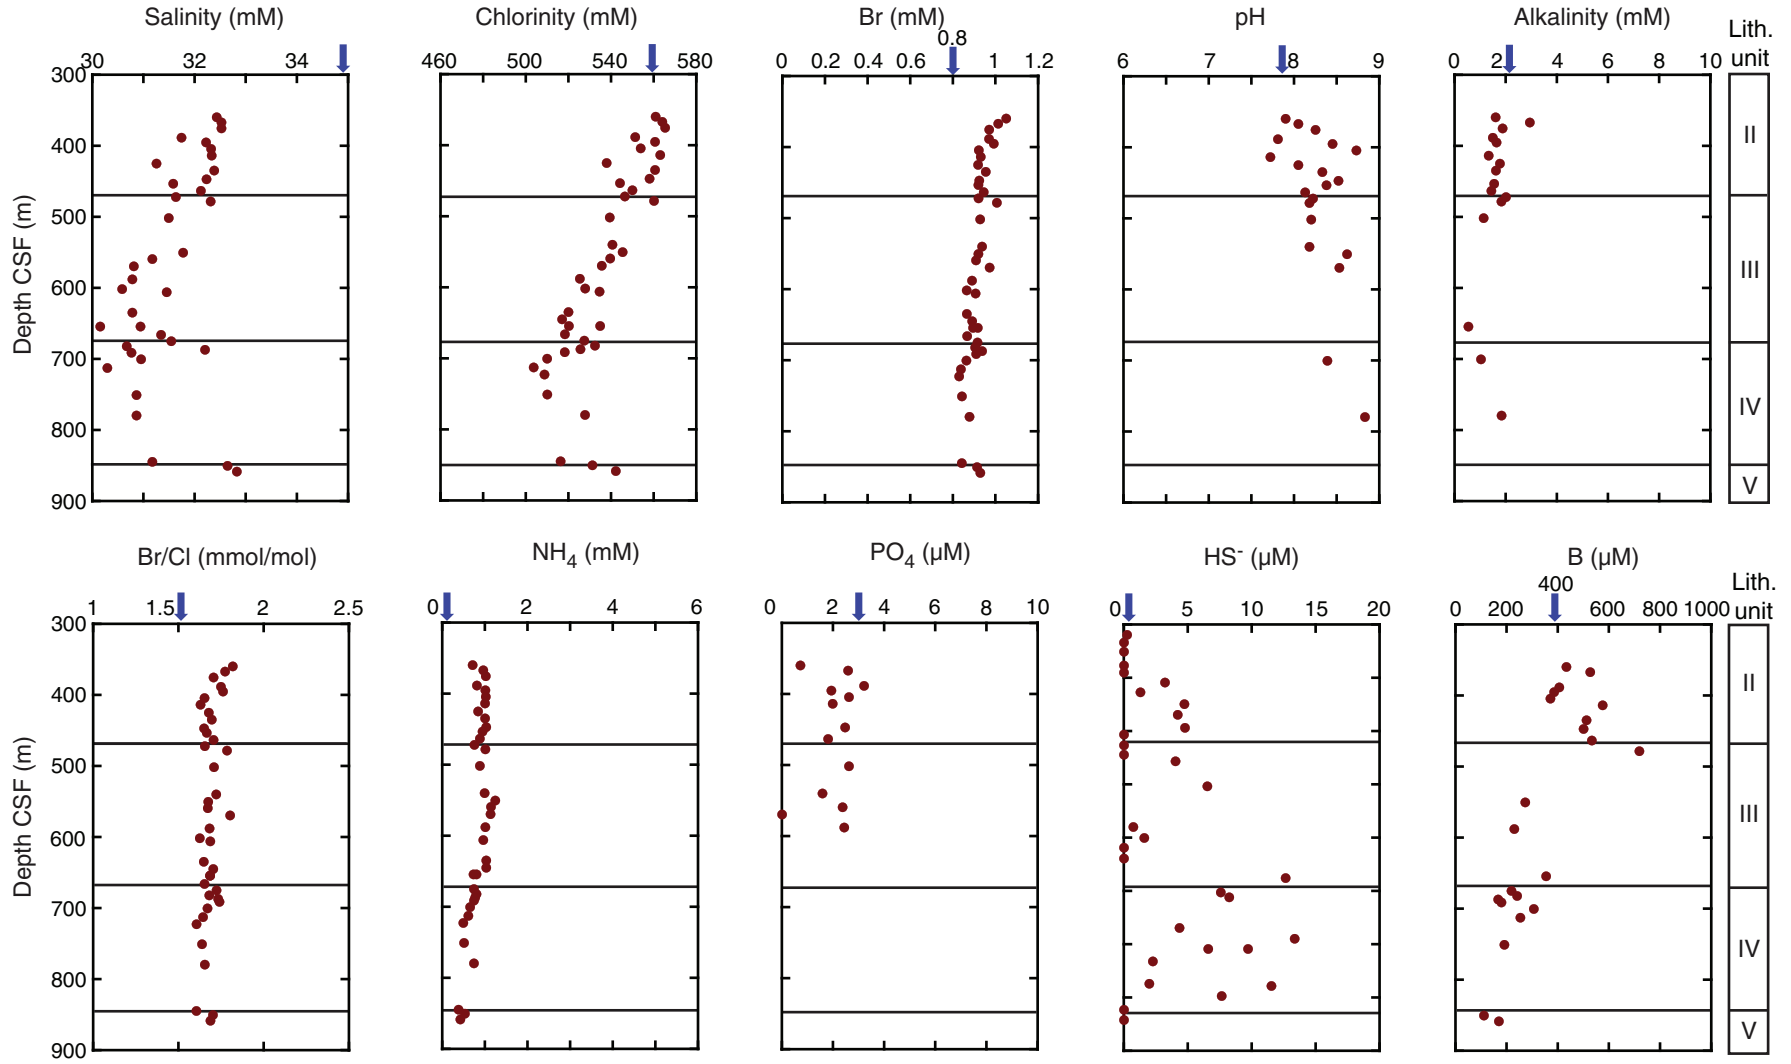 Salinity (mM) Chlorinity (mM) Br (mM) pH Alkalinity (mM) Lith. unit
0.8
30 32 34 460 500 540 580 0 0.2 0.4 0.6 1 1.2 6 7 8 9 0 2 4 6 8 10
300
400
500
600
700
800
900
Depth CSF (m)
II
III
IV
V
Br/Cl (mmol/mol) NH4 (mM) PO4 (µM) HS- (µM) B (µM) Lith. unit
400
1 1.5 2 2.5 0 2 4 6 0 2 4 6 8 10 0 5 10 15 20 0 200 600 800 1000
300
400
500
600
700
800
900
Depth CSF (m)
II
III
IV
V